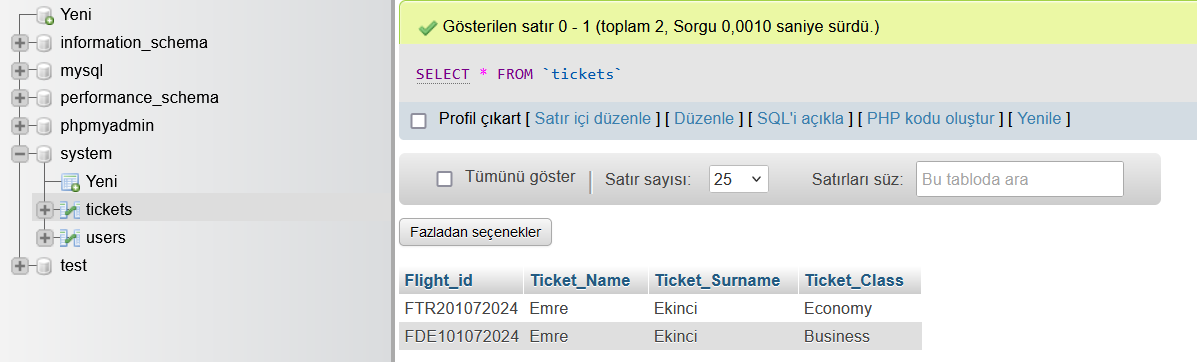 Yeni
information_schema
mysql
performance_schema
phpmyadmin
system
Yeni
tickets
users
test
Gösterilen satır 0 - 1 (toplam 2, Sorgu 0,0010 saniye sürdü.)
SELECT * FROM `tickets`
Profil çıkart [ Satır içi düzenle ] [ Düzenle ] [ SQL'i açıkla ] [ PHP kodu oluştur ] [ Yenile ]
Tümünü göster | Satır sayısı: 25 Satırları süz: Bu tabloda ara
Fazladan seçenekler
Flight_id Ticket_Name Ticket_Surname Ticket_Class
FTR201072024 Emre Ekinci Economy
FDE101072024 Emre Ekinci Business